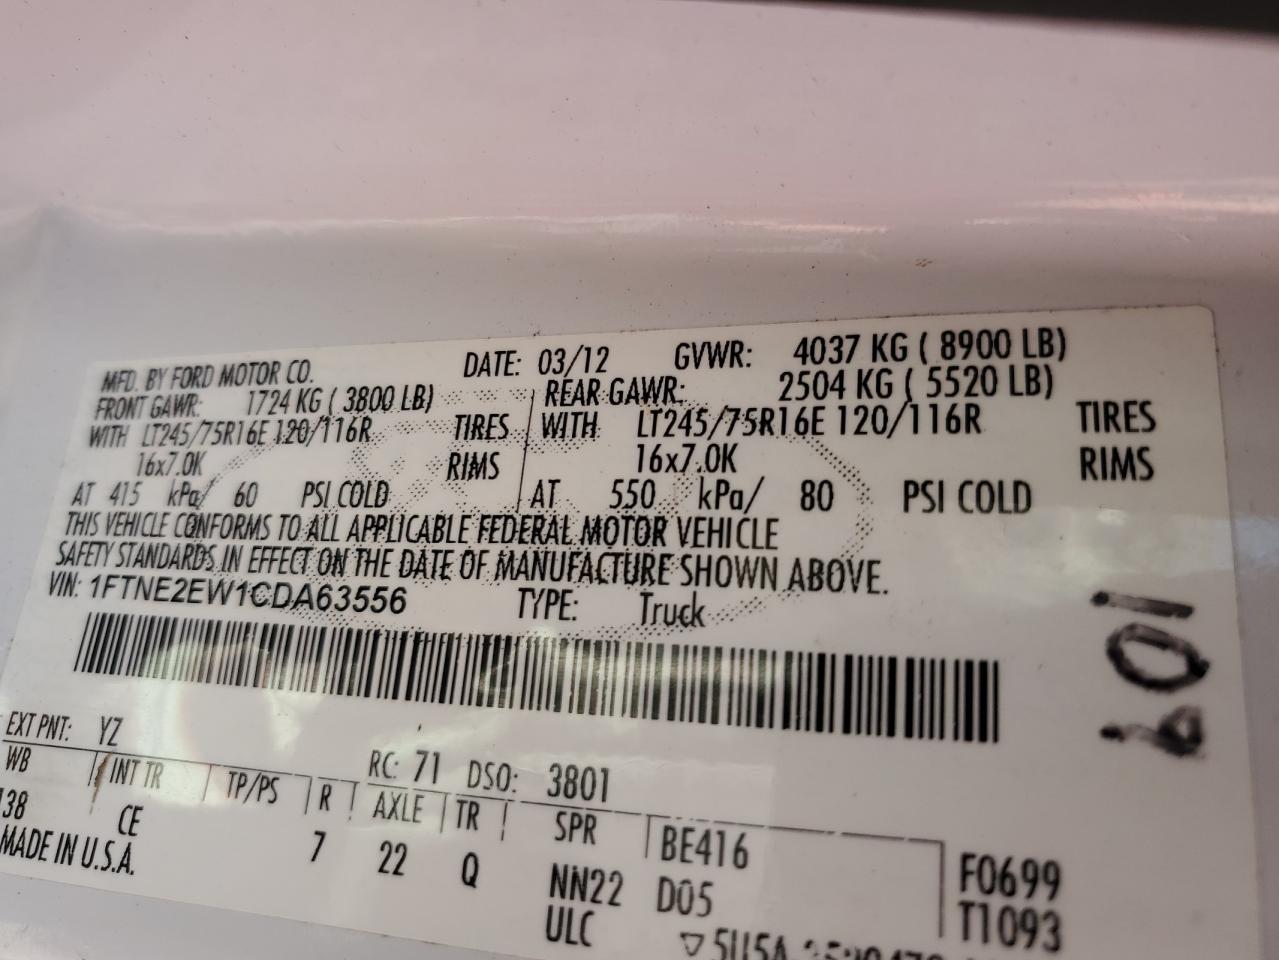 MFD. BY FORD MOTOR CO. DATE: 03/12 GVWR: 4037 KG ( 8900 LB)
FRONT GAWR: 1724 KG ( 3800 LB) REAR GAWR: 2504 KG ( 5520 LB)
WITH LT245/75R16E 120/116R TIRES WITH LT245/75R16E 120/116R TIRES
16x7.0K RIMS 16x7.0K RIMS
AT 415 kPa/ 60 PSI COLD AT 550 kPa/ 80 PSI COLD
THIS VEHICLE CONFORMS TO ALL APPLICABLE FEDERAL MOTOR VEHICLE
SAFETY STANDARDS IN EFFECT ON THE DATE OF MANUFACTURE SHOWN ABOVE.
VIN: 1FTNE2EW1CDA63556 TYPE: Truck
EXT PNT: YZ RC: 71 DSO: 3801
WB INT TR TP/PS R AXLE TR SPR BE416 F0699
138 CE 7 22 Q NN22 D05 T1093
MADE IN U.S.A. ULC